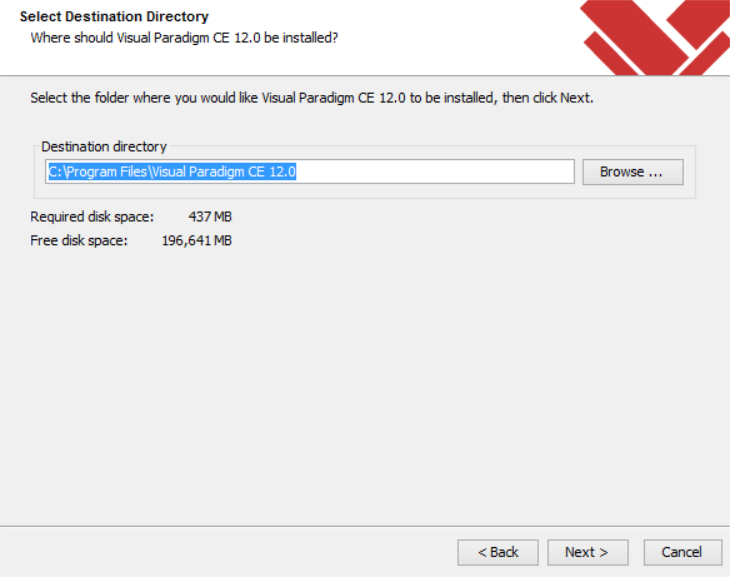 Select Destination Directory
Where should Visual Paradigm CE 12.0 be installed?
Select the folder where you would like Visual Paradigm CE 12.0 to be installed, then click Next.
Destination directory
C:\Program Files\Visual Paradigm CE 12.0
Browse ...
Required disk space: 437 MB
Free disk space: 196,641 MB
< Back Next > Cancel